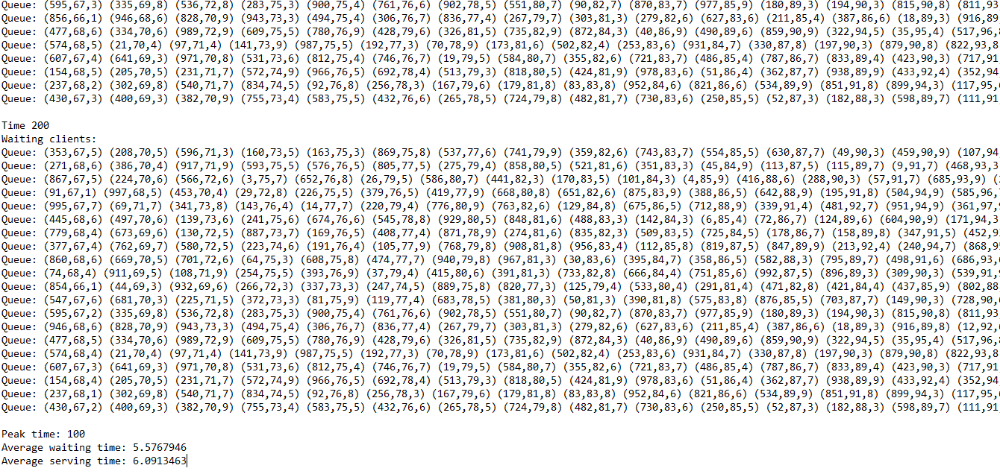 Queue: (595,67,3) (335,69,8) (536,72,8) (283,75,3) (900,75,4) (761,76,6) (902,78,5) (551,80,7) (90,82,7) (870,83,7) (977,85,9) (180,89,3) (194,90,3) (815,90,8) (811,93
Queue: (856,66,1) (946,68,6) (828,70,9) (943,73,3) (494,75,4) (306,76,7) (836,77,4) (267,79,7) (303,81,3) (279,82,6) (627,83,6) (211,85,4) (387,86,6) (18,89,3) (916,89
Queue: (477,68,6) (334,70,6) (989,72,9) (609,75,5) (780,76,9) (428,79,6) (326,81,5) (735,82,9) (872,84,3) (40,86,9) (490,89,6) (859,90,9) (322,94,5) (35,95,4) (517,96,8
Queue: (574,68,5) (21,70,4) (97,71,4) (141,73,9) (987,75,5) (192,77,3) (70,78,9) (173,81,6) (502,82,4) (253,83,6) (931,84,7) (330,87,8) (197,90,3) (879,90,8) (822,93,8
Queue: (607,67,4) (641,69,3) (971,70,8) (531,73,6) (812,75,4) (746,76,7) (19,79,5) (584,80,7) (355,82,6) (721,83,7) (486,85,4) (787,86,7) (833,89,4) (423,90,3) (717,91
Queue: (154,68,5) (205,70,5) (231,71,7) (572,74,9) (966,76,5) (692,78,4) (513,79,3) (818,80,5) (424,81,9) (978,83,6) (51,86,4) (362,87,7) (938,89,9) (433,92,4) (352,94
Queue: (237,68,2) (302,69,8) (540,71,7) (834,74,5) (92,76,8) (256,78,3) (167,79,6) (179,81,8) (83,83,8) (952,84,6) (821,86,6) (534,89,9) (851,91,8) (899,94,3) (117,95,
Queue: (430,67,3) (400,69,3) (382,70,9) (755,73,4) (583,75,5) (432,76,6) (265,78,5) (724,79,8) (482,81,7) (730,83,6) (250,85,5) (52,87,3) (182,88,3) (598,89,7) (111,91
Time 200
Waiting clients:
Queue: (353,67,5) (208,70,5) (596,71,3) (160,73,5) (163,75,3) (869,75,8) (537,77,6) (741,79,9) (359,82,6) (743,83,7) (554,85,5) (630,87,7) (49,90,3) (459,90,9) (107,94
Queue: (271,68,6) (386,70,4) (917,71,9) (593,75,5) (576,76,5) (805,77,5) (275,79,4) (858,80,5) (521,81,6) (351,83,3) (45,84,9) (113,87,5) (115,89,7) (9,91,7) (468,93,3
Queue: (867,67,5) (224,70,6) (566,72,6) (3,75,7) (652,76,8) (26,79,5) (586,80,7) (441,82,3) (170,83,5) (101,84,3) (4,85,9) (416,88,6) (288,90,3) (57,91,7) (685,93,9)
Queue: (91,67,1) (997,68,5) (453,70,4) (29,72,8) (226,75,5) (379,76,5) (419,77,9) (668,80,8) (651,82,6) (875,83,9) (388,86,5) (642,88,9) (195,91,8) (504,94,9) (585,96,
Queue: (995,67,7) (69,71,7) (341,73,8) (143,76,4) (14,77,7) (220,79,4) (776,80,9) (763,82,6) (129,84,8) (675,86,5) (712,88,9) (339,91,4) (481,92,7) (951,94,9) (361,97,
Queue: (445,68,6) (497,70,6) (139,73,6) (241,75,6) (674,76,6) (545,78,8) (929,80,5) (848,81,6) (488,83,3) (142,84,3) (6,85,4) (72,86,7) (124,89,6) (604,90,9) (171,94,3
Queue: (779,68,4) (673,69,6) (130,72,5) (887,73,7) (169,76,5) (408,77,4) (871,78,9) (274,81,6) (835,82,3) (509,83,5) (725,84,5) (178,86,7) (158,89,8) (347,91,5) (452,93
Queue: (377,67,4) (762,69,7) (580,72,5) (223,74,6) (191,76,4) (105,77,9) (768,79,8) (908,81,8) (956,83,4) (112,85,8) (819,87,5) (847,89,9) (213,92,4) (240,94,7) (868,95
Queue: (860,68,6) (669,70,5) (701,72,6) (64,75,3) (608,75,8) (474,77,7) (940,79,8) (967,81,3) (30,83,6) (395,84,7) (358,86,5) (582,88,3) (795,89,7) (498,91,6) (686,93,
Queue: (74,68,4) (911,69,5) (108,71,9) (254,75,5) (393,76,9) (37,79,4) (415,80,6) (391,81,3) (733,82,8) (666,84,4) (751,85,6) (992,87,5) (896,89,3) (309,90,3) (539,91,
Queue: (854,66,1) (44,69,3) (932,69,6) (266,72,3) (337,73,3) (247,74,5) (889,75,8) (820,77,3) (125,79,4) (533,80,4) (291,81,4) (471,82,8) (421,84,4) (437,85,9) (802,88
Queue: (547,67,6) (681,70,3) (225,71,5) (372,73,3) (81,75,9) (119,77,4) (683,78,5) (381,80,3) (50,81,3) (390,81,8) (575,83,8) (876,85,5) (703,87,7) (149,90,3) (728,90,
Queue: (595,67,2) (335,69,8) (536,72,8) (283,75,3) (900,75,4) (761,76,6) (902,78,5) (551,80,7) (90,82,7) (870,83,7) (977,85,9) (180,89,3) (194,90,3) (815,90,8) (811,93
Queue: (946,68,6) (828,70,9) (943,73,3) (494,75,4) (306,76,7) (836,77,4) (267,79,7) (303,81,3) (279,82,6) (627,83,6) (211,85,4) (387,86,6) (18,89,3) (916,89,8) (12,92,
Queue: (477,68,5) (334,70,6) (989,72,9) (609,75,5) (780,76,9) (428,79,6) (326,81,5) (735,82,9) (872,84,3) (40,86,9) (490,89,6) (859,90,9) (322,94,5) (35,95,4) (517,96,8
Queue: (574,68,4) (21,70,4) (97,71,4) (141,73,9) (987,75,5) (192,77,3) (70,78,9) (173,81,6) (502,82,4) (253,83,6) (931,84,7) (330,87,8) (197,90,3) (879,90,8) (822,93,8
Queue: (607,67,3) (641,69,3) (971,70,8) (531,73,6) (812,75,4) (746,76,7) (19,79,5) (584,80,7) (355,82,6) (721,83,7) (486,85,4) (787,86,7) (833,89,4) (423,90,3) (717,91
Queue: (154,68,4) (205,70,5) (231,71,7) (572,74,9) (966,76,5) (692,78,4) (513,79,3) (818,80,5) (424,81,9) (978,83,6) (51,86,4) (362,87,7) (938,89,9) (433,92,4) (352,94
Queue: (237,68,1) (302,69,8) (540,71,7) (834,74,5) (92,76,8) (256,78,3) (167,79,6) (179,81,8) (83,83,8) (952,84,6) (821,86,6) (534,89,9) (851,91,8) (899,94,3) (117,95,
Queue: (430,67,2) (400,69,3) (382,70,9) (755,73,4) (583,75,5) (432,76,6) (265,78,5) (724,79,8) (482,81,7) (730,83,6) (250,85,5) (52,87,3) (182,88,3) (598,89,7) (111,91
Peak time: 100
Average waiting time: 5.5767946
Average serving time: 6.0913463